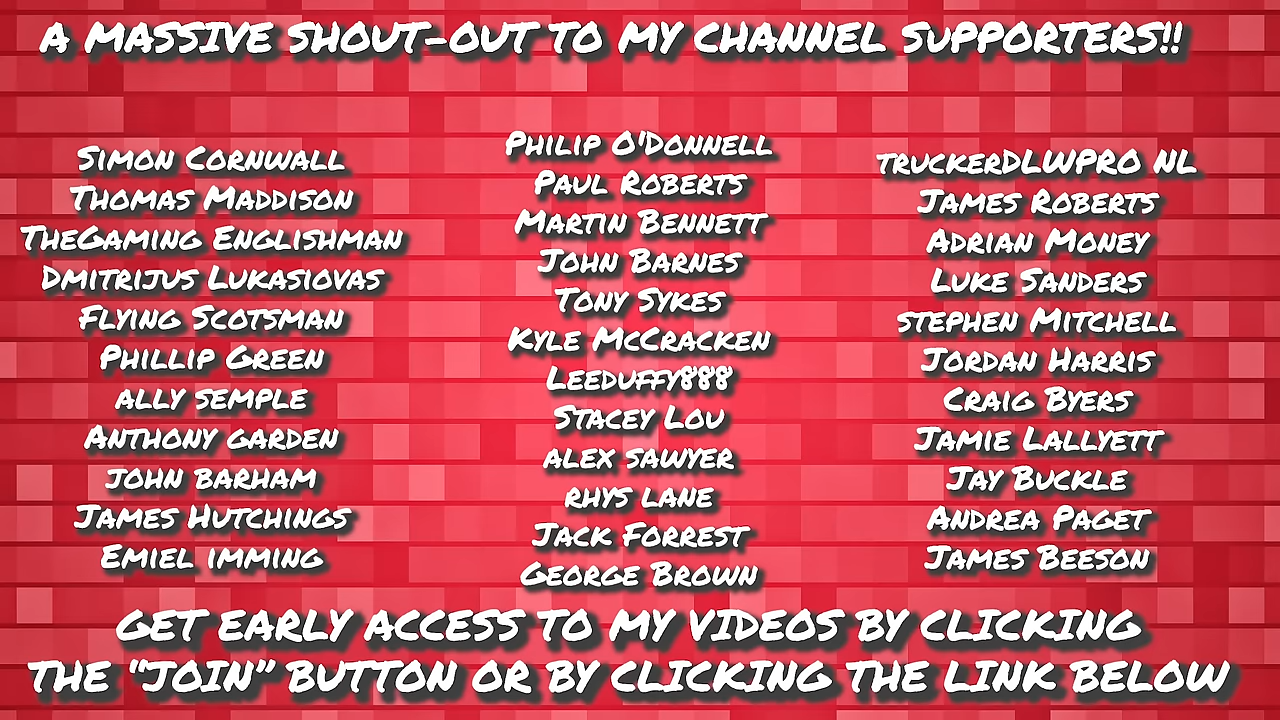 A MASSIVE SHOUT-OUT TO MY CHANNEL SUPPORTERS!!
Simon Cornwall
Thomas Maddison
TheGaming Englishman
Dmitrijus Lukasiovas
Flying Scotsman
Phillip Green
ally semple
Anthony garden
john barham
James Hutchings
Emiel imming
Philip O'Donnell
Paul Roberts
Martin Bennett
John Barnes
Tony Sykes
Kyle McCracken
Leeduffy888
Stacey Lou
alex sawyer
rhys lane
Jack Forrest
George Brown
truckerDLWPRO NL
James Roberts
Adrian Money
Luke Sanders
stephen Mitchell
Jordan Harris
Craig Byers
Jamie Lallyett
Jay Buckle
Andrea Paget
James Beeson
GET EARLY ACCESS TO MY VIDEOS BY CLICKING
THE "JOIN" BUTTON OR BY CLICKING THE LINK BELOW